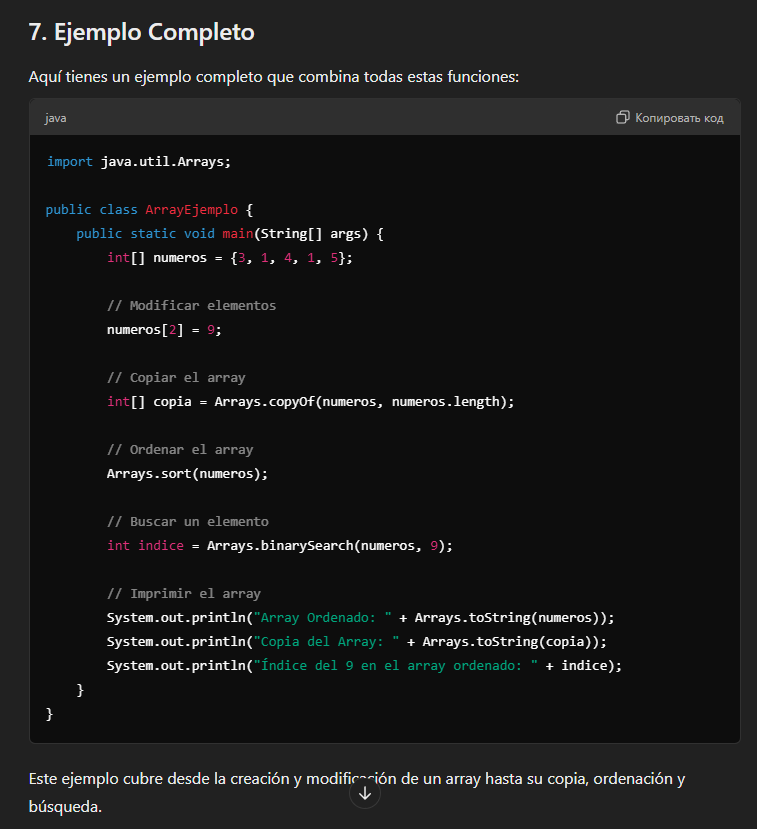 7. Ejemplo Completo
Aquí tienes un ejemplo completo que combina todas estas funciones:
java
Копировать код
import java.util.Arrays;
public class ArrayEjemplo {
public static void main(String[] args) {
int[] numeros = {3, 1, 4, 1, 5};
// Modificar elementos
numeros[2] = 9;
// Copiar el array
int[] copia = Arrays.copyOf(numeros, numeros.length);
// Ordenar el array
Arrays.sort(numeros);
// Buscar un elemento
int indice = Arrays.binarySearch(numeros, 9);
// Imprimir el array
System.out.println("Array Ordenado: " + Arrays.toString(numeros));
System.out.println("Copia del Array: " + Arrays.toString(copia));
System.out.println("Índice del 9 en el array ordenado: " + indice);
}
}
Este ejemplo cubre desde la creación y modificación de un array hasta su copia, ordenación y
búsqueda.